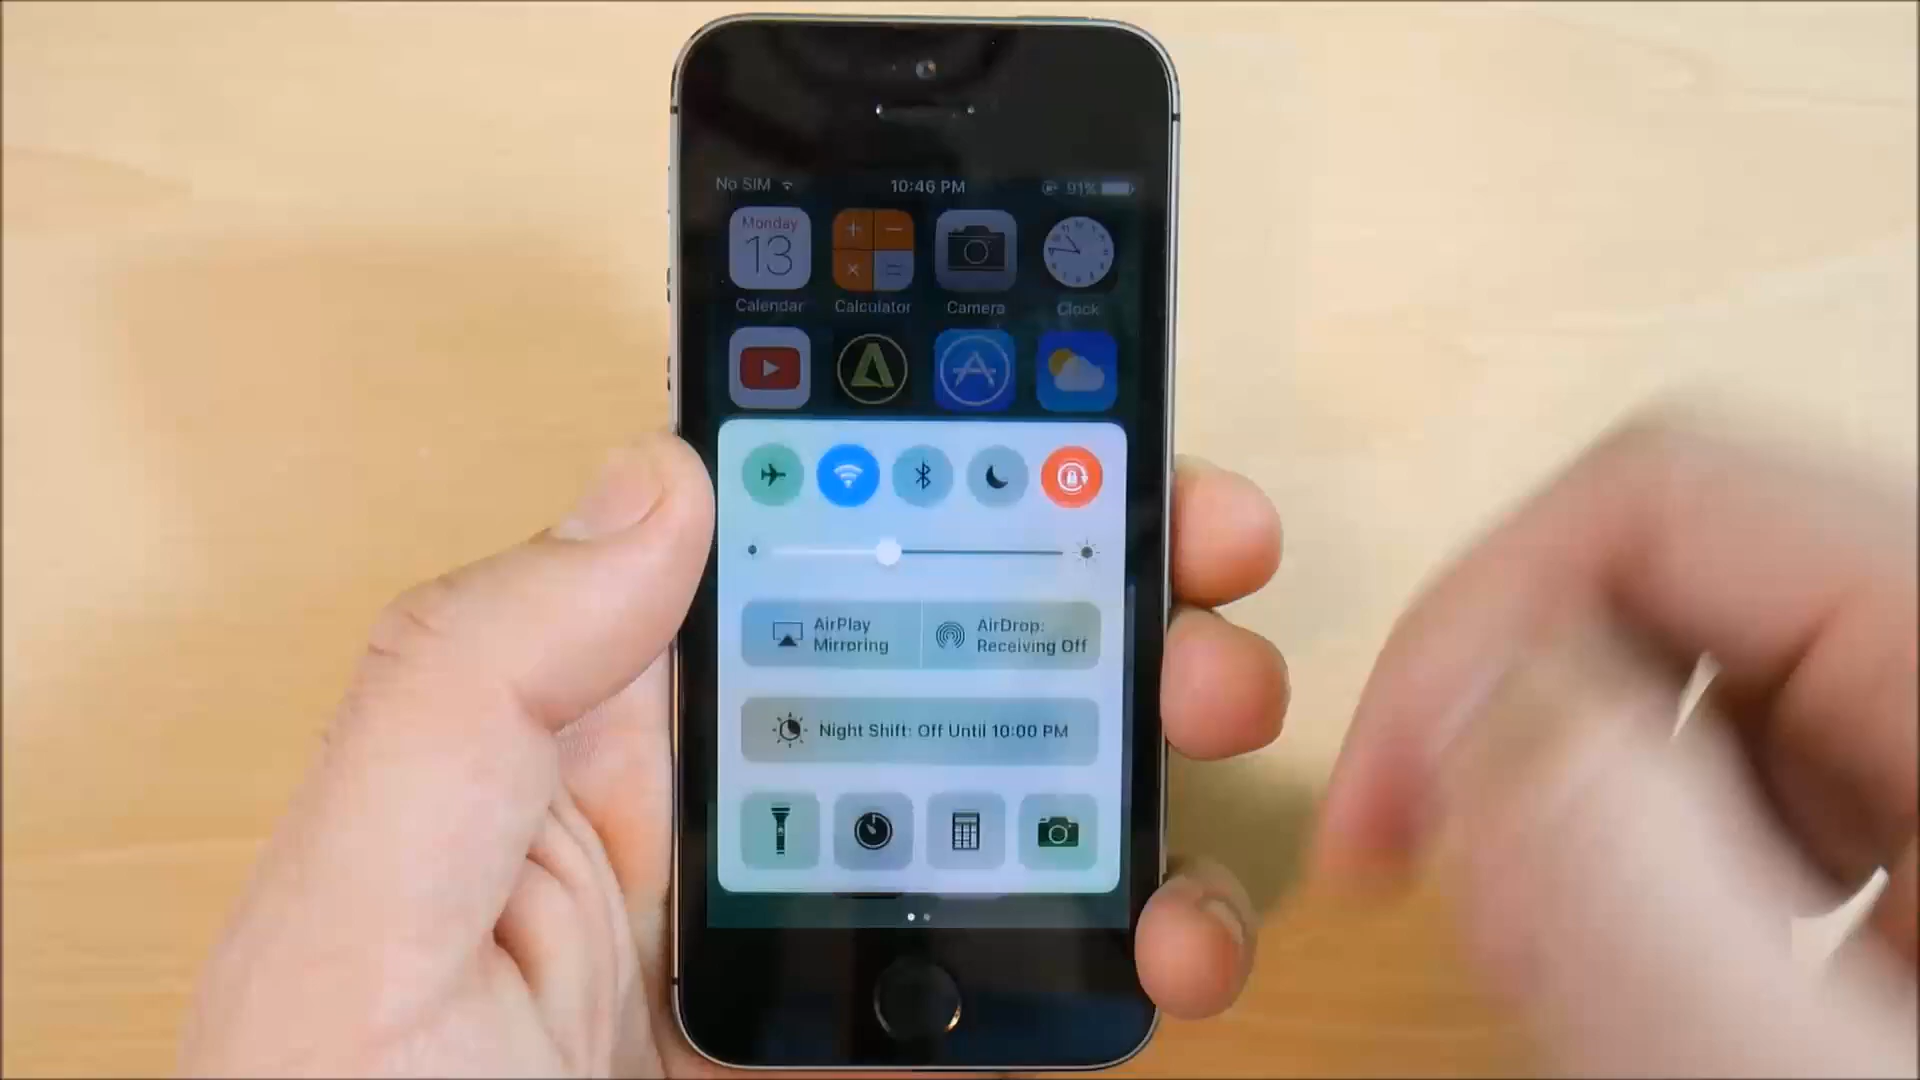 No SIM 10:46 PM 91%
Monday
13
Calendar Calculator Camera Clock
AirPlay
Mirroring
AirDrop:
Receiving Off
Night Shift: Off Until 10:00 PM